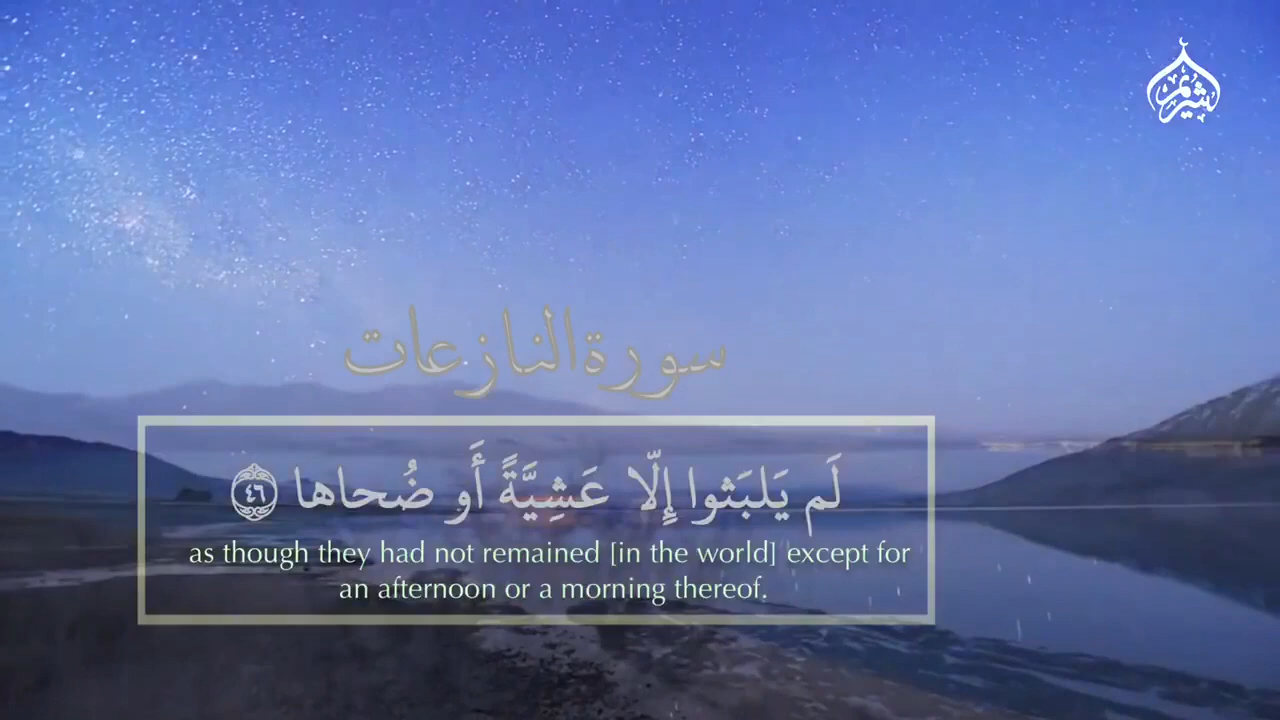 شريم
سورة النازعات
لَم يَلبَثوا إِلّا عَشِيَّةً أَو ضُحاها ٤٦
as though they had not remained [in the world] except for
an afternoon or a morning thereof.